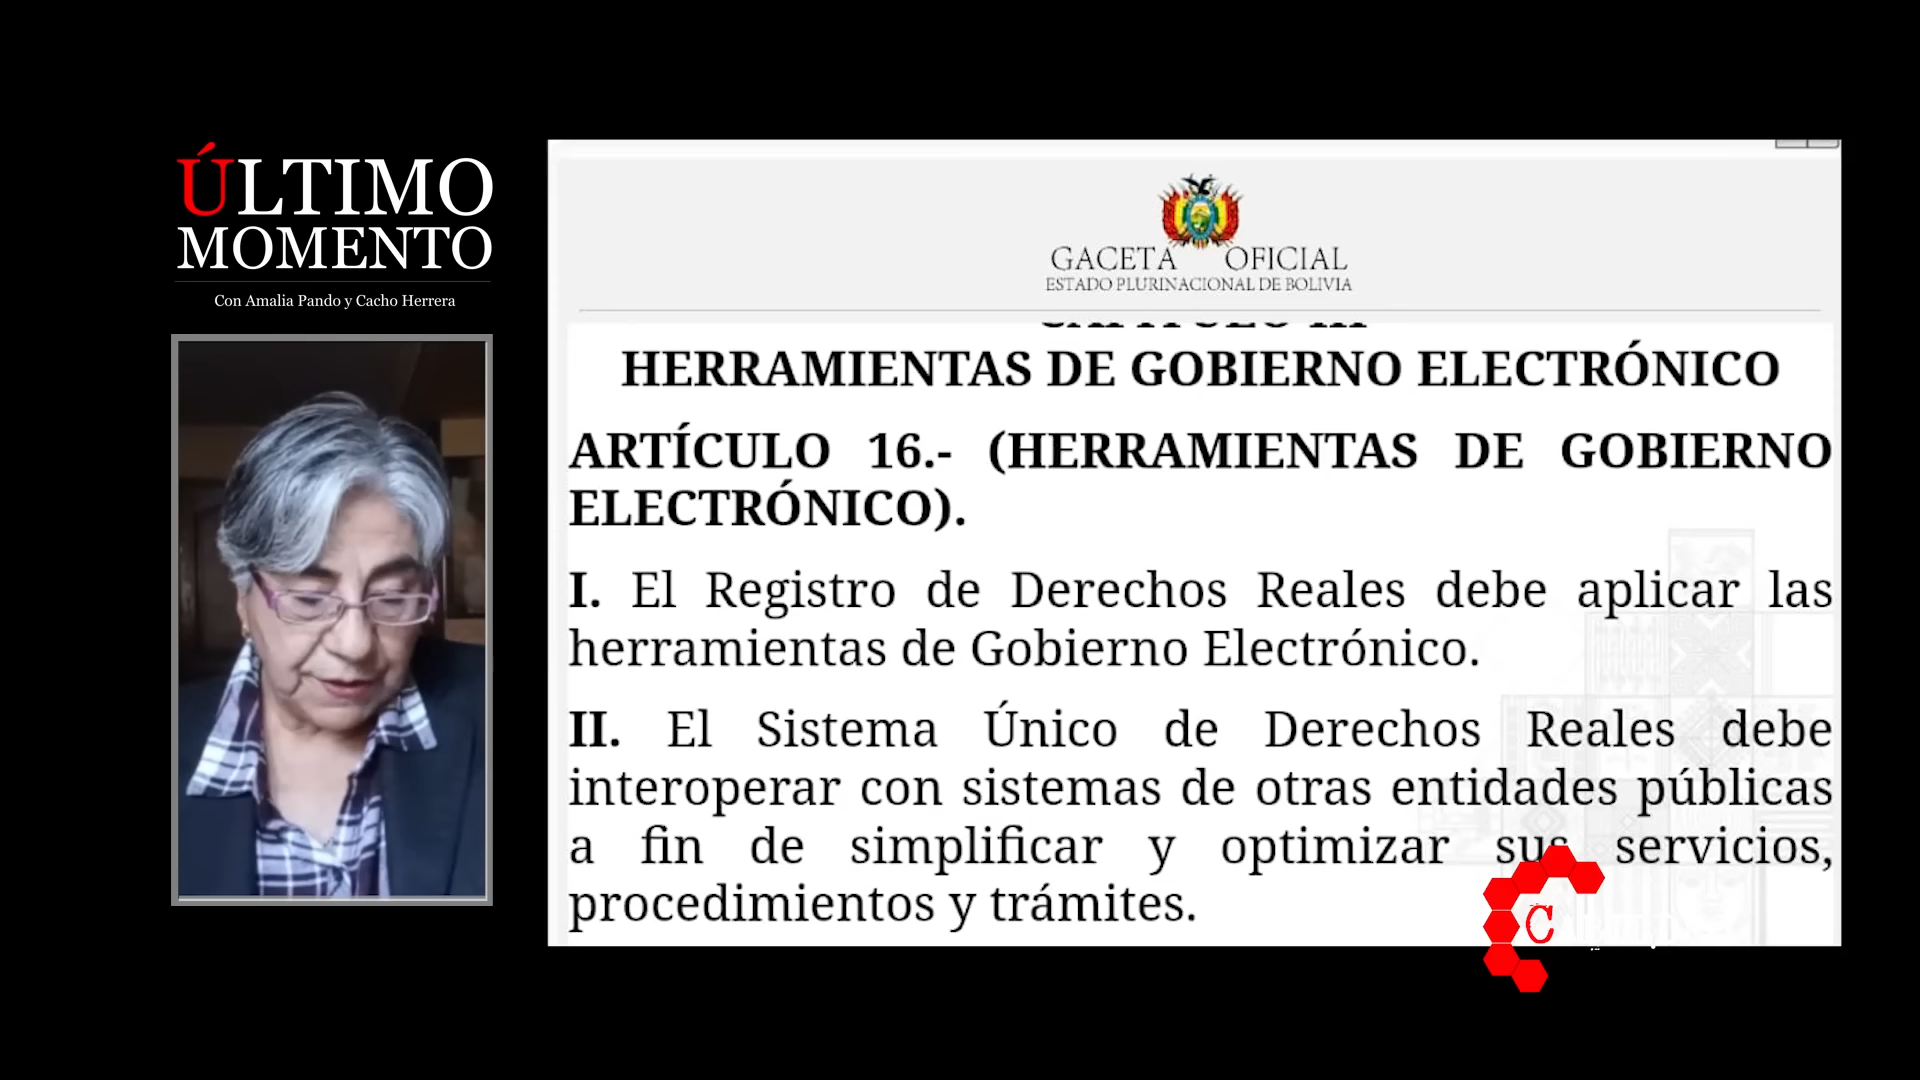 ÚLTIMO
MOMENTO
Con Amalia Pando y Cacho Herrera
GACETA OFICIAL
ESTADO PLURINACIONAL DE BOLIVIA
HERRAMIENTAS DE GOBIERNO ELECTRÓNICO
ARTÍCULO 16.- (HERRAMIENTAS DE GOBIERNO
ELECTRÓNICO).
I. El Registro de Derechos Reales debe aplicar las
herramientas de Gobierno Electrónico.
II. El Sistema Único de Derechos Reales debe
interoperar con sistemas de otras entidades públicas
a fin de simplificar y optimizar sus servicios,
procedimientos y trámites.
C